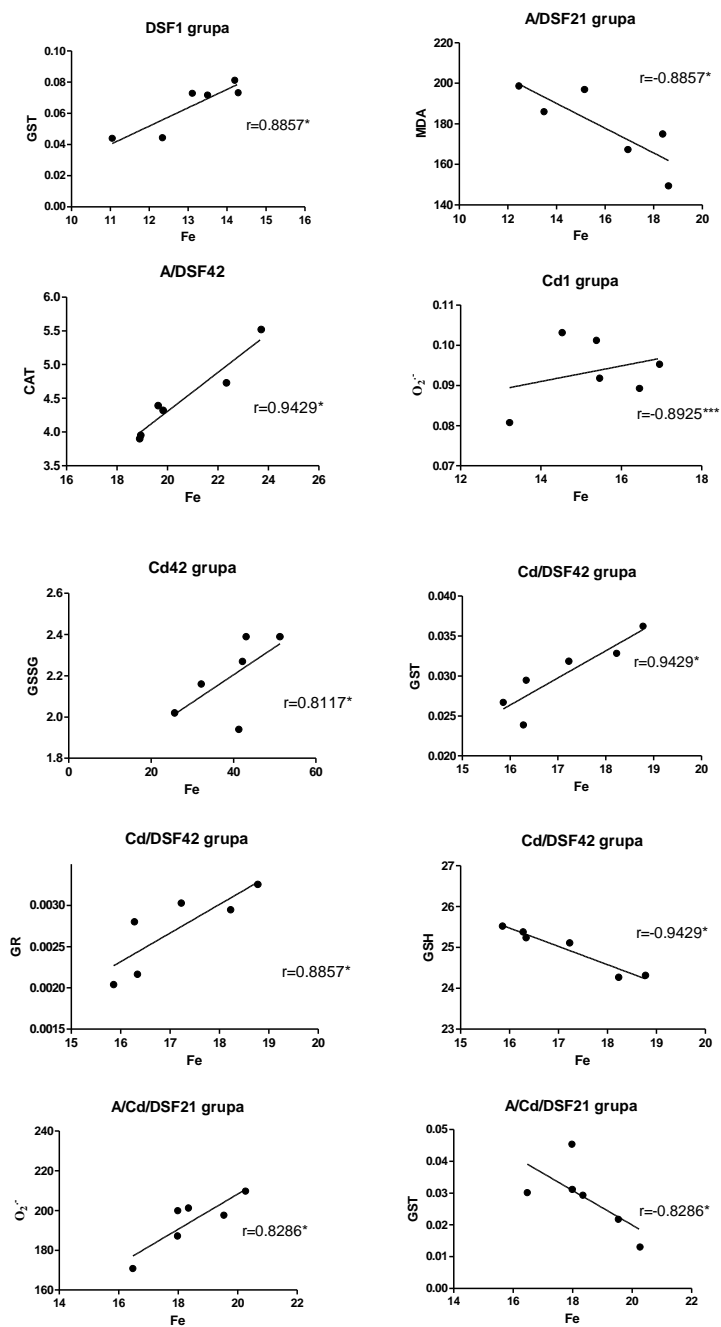 DSF1 grupa
GST
0.10
0.08
0.06
0.04
0.02
0.00
r=0.8857*
10 11 12 13 14 15 16
Fe
A/DSF21 grupa
MDA
220
200
180
160
140
r=-0.8857*
10 12 14 16 18 20
Fe
A/DSF42
CAT
6.0
5.5
5.0
4.5
4.0
3.5
r=0.9429*
16 18 20 22 24 26
Fe
Cd1 grupa
O₂·-
0.11
0.10
0.09
0.08
0.07
r=-0.8925***
12 14 16 18
Fe
Cd42 grupa
GSSG
2.6
2.4
2.2
2.0
1.8
r=0.8117*
0 20 40 60
Fe
Cd/DSF42 grupa
GST
0.040
0.035
0.030
0.025
0.020
r=0.9429*
15 16 17 18 19 20
Fe
Cd/DSF42 grupa
GR
0.0030
0.0025
0.0020
0.0015
r=0.8857*
15 16 17 18 19 20
Fe
Cd/DSF42 grupa
GSH
27
26
25
24
23
r=-0.9429*
15 16 17 18 19 20
Fe
A/Cd/DSF21 grupa
O₂·-
240
220
200
180
160
r=0.8286*
14 16 18 20 22
Fe
A/Cd/DSF21 grupa
GST
0.05
0.04
0.03
0.02
0.01
0.00
r=-0.8286*
14 16 18 20 22
Fe